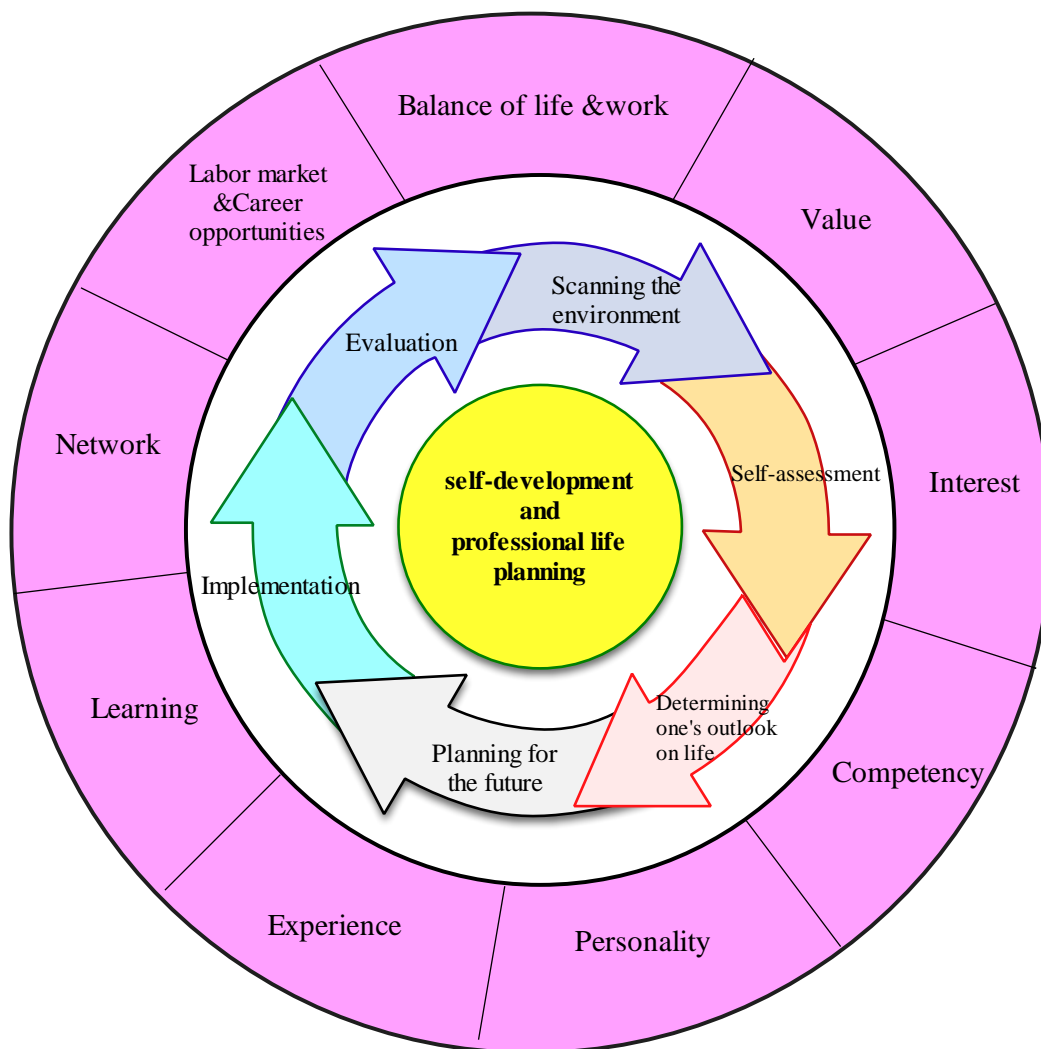 Balance of life &work
Value
Interest
Competency
Personality
Experience
Learning
Network
Labor market
&Career
opportunities
Scanning the
environment
Self-assessment
Determining
one's outlook
on life
Planning for
the future
Implementation
Evaluation
self-development
and
professional life
planning